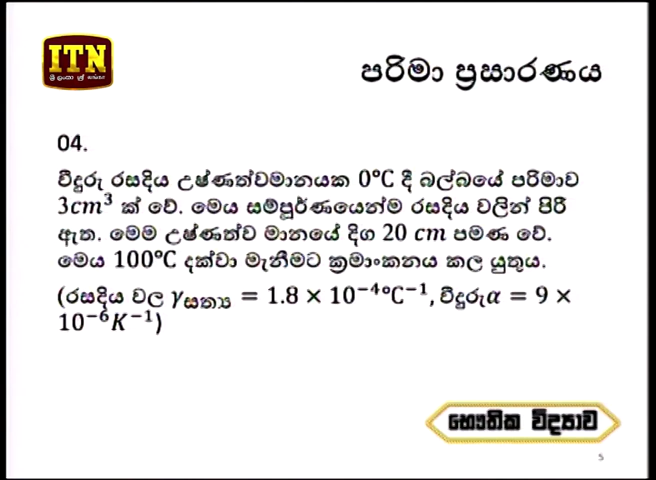 ITN
ශ්‍රී ලංකා ශ්‍රී සන්සා
පරිමා ප්‍රසාරණය
04.
වීදුරු රසදිය උෂ්ණත්වමානයක 0°C දී බල්බයේ පරිමාව
3cm³ ක් වේ. මෙය සම්පූර්ණයෙන්ම රසදිය වලින් පිරී
ඇත. මෙම උෂ්ණත්ව මානයේ දිග 20 cm පමණ වේ.
මෙය 100°C දක්වා මැනීමට ක්‍රමාංකනය කල යුතුය.
(රසදිය වල γසත්‍ය = 1.8 × 10⁻⁴°C⁻¹, වීදුරුα = 9 ×
10⁻⁶K⁻¹)
භෞතික විද්‍යාව
5